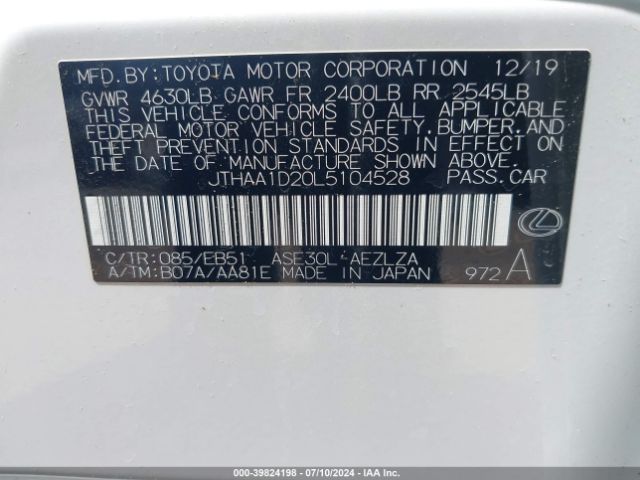 MFD. BY: TOYOTA MOTOR CORPORATION 12/19
GVWR 4630LB GAWR FR 2400LB RR 2545LB
THIS VEHICLE CONFORMS TO ALL APPLICABLE
FEDERAL MOTOR VEHICLE SAFETY, BUMPER, AND
THEFT PREVENTION STANDARDS IN EFFECT ON
THE DATE OF MANUFACTURE SHOWN ABOVE.
JTHAA1D20L5104528 PASS. CAR
C/TR: 085/EB51 ASE30L-AEZLZA
A/TM: B07A/AA81E MADE IN JAPAN 972 A
000-39824198 - 07/10/2024 - IAAI.COM